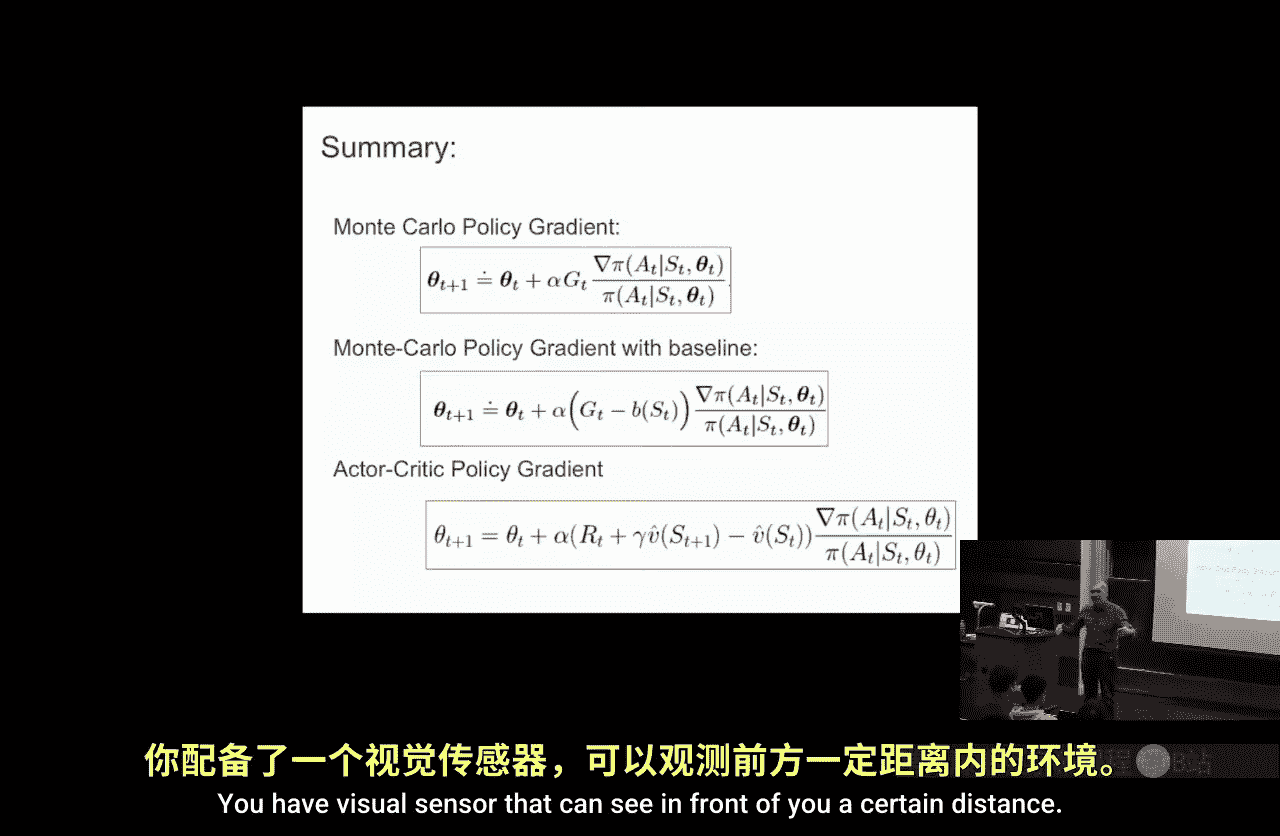 Summary:
Monte Carlo Policy Gradient:
θ_{t+1} ≐ θ_t + αG_t ∇π(A_t|S_t, θ_t) / π(A_t|S_t, θ_t)
Monte-Carlo Policy Gradient with baseline:
θ_{t+1} ≐ θ_t + α(G_t − b(S_t)) ∇π(A_t|S_t, θ_t) / π(A_t|S_t, θ_t)
Actor-Critic Policy Gradient
θ_{t+1} = θ_t + α(R_t + γv̂(S_{t+1}) − v̂(S_t)) ∇π(A_t|S_t, θ_t) / π(A_t|S_t, θ_t)
你配备了一个视觉传感器，可以观测前方一定距离内的环境。
You have visual sensor that can see in front of you a certain distance.